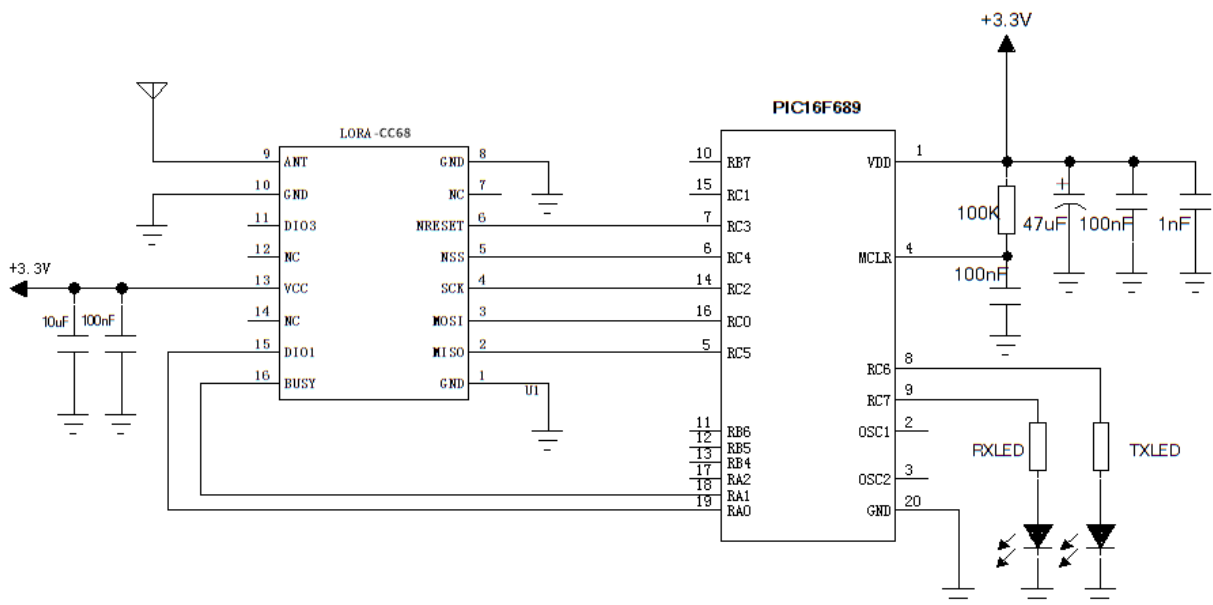 +3.3V
PIC16F689
LORA-CC68
9 ANT
GND 8
10 GND
NC 7
11 DIO3
NRESET 6
12 NC
NSS 5
+3.3V
13 VCC
SCK 4
14 NC
MOSI 3
15 DIO1
MISO 2
16 BUSY
GND 1
U1
10uF
100nF
10 RB7
VDD 1
15 RC1
7 RC3
6 RC4
MCLR 4
14 RC2
16 RC0
5 RC5
RC6 8
RC7 9
11 RB6
OSC1 2
12 RB5
13 RB4
17 RA2
OSC2 3
18 RA1
19 RA0
GND 20
100K
+
47uF
100nF
1nF
100nF
RXLED
TXLED